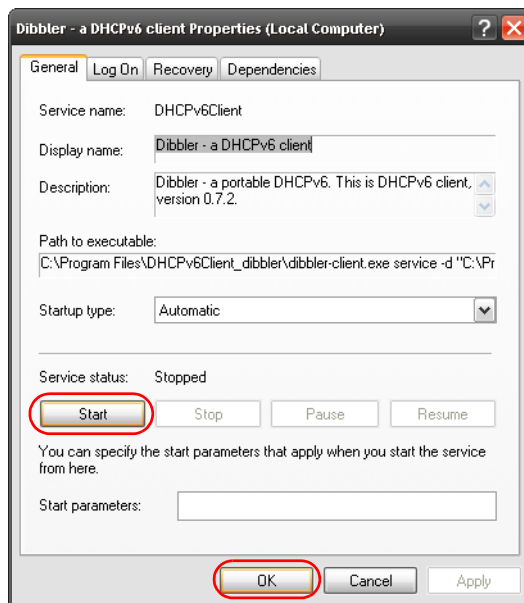 Dibbler - a DHCPv6 client Properties (Local Computer)
General Log On Recovery Dependencies
Service name: DHCPv6Client
Display name: Dibbler - a DHCPv6 client
Description: Dibbler - a portable DHCPv6. This is DHCPv6 client,
version 0.7.2.
Path to executable:
C:\Program Files\DHCPv6Client_dibbler\dibbler-client.exe service -d "C:\Pr
Startup type: Automatic
Service status: Stopped
Start Stop Pause Resume
You can specify the start parameters that apply when you start the service
from here.
Start parameters:
OK Cancel Apply